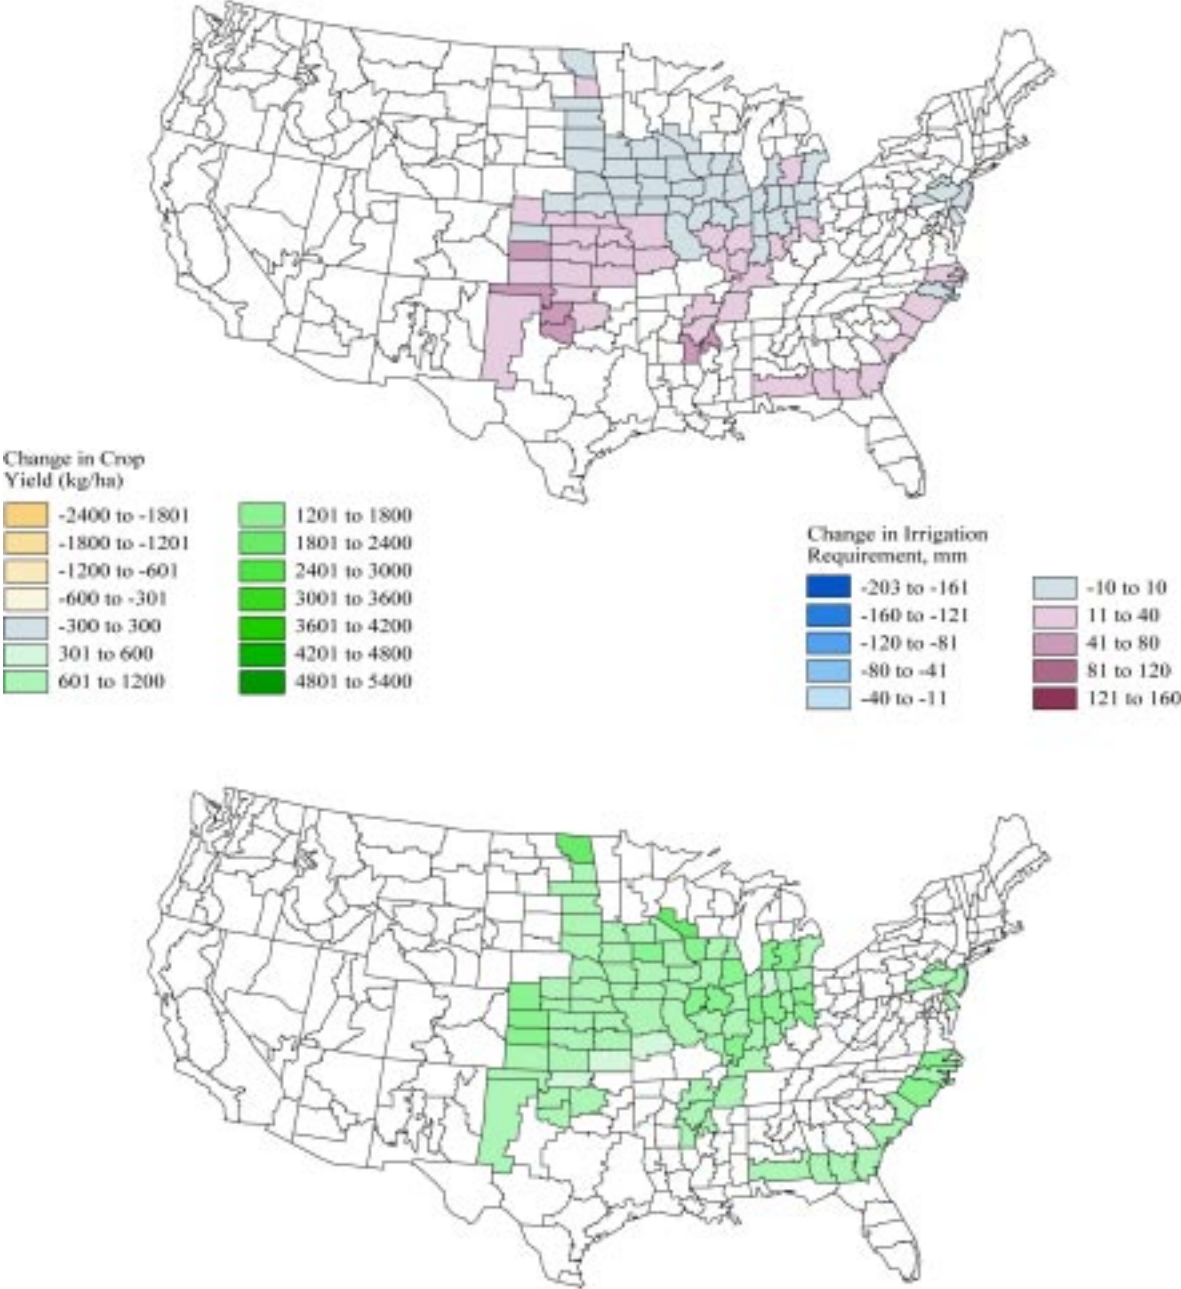 Change in Crop
Yield (kg/ha)
-2400 to -1801
-1800 to -1201
-1200 to -601
-600 to -301
-300 to 300
301 to 600
601 to 1200
1201 to 1800
1801 to 2400
2401 to 3000
3001 to 3600
3601 to 4200
4201 to 4800
4801 to 5400
Change in Irrigation
Requirement, mm
-203 to -161
-160 to -121
-120 to -81
-80 to -41
-40 to -11
-10 to 10
11 to 40
41 to 80
81 to 120
121 to 160